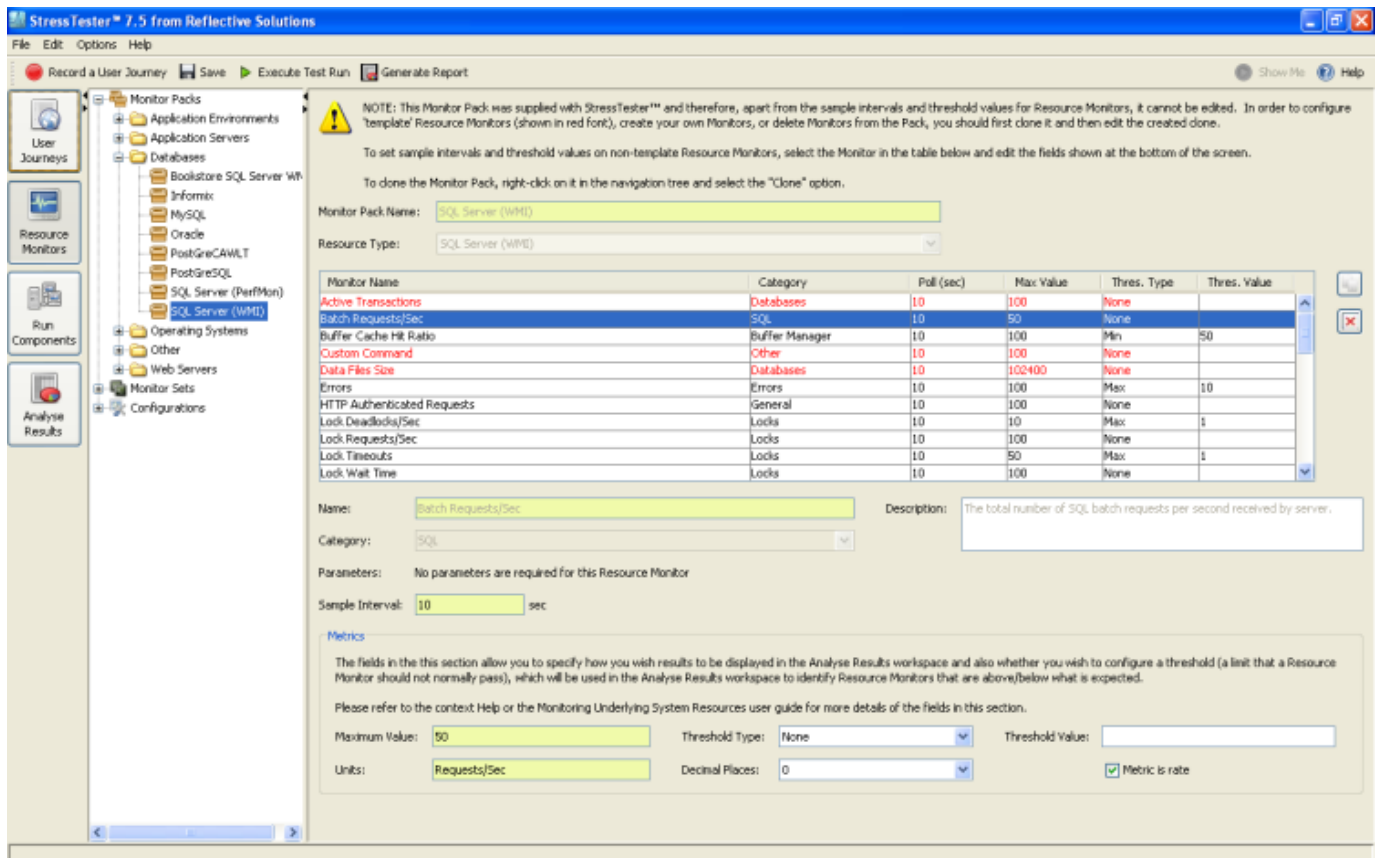 StressTester™ 7.5 from Reflective Solutions
File Edit Options Help
Record a User Journey Save Execute Test Run Generate Report Show Me Help
User
Journeys
Resource
Monitors
Run
Components
Analyse
Results
Monitor Packs
Application Environments
Application Servers
Databases
Bookstore SQL Server WM
Informix
MySQL
Oracle
PostGreCAWLT
PostGreSQL
SQL Server (PerfMon)
SQL Server (WMI)
Operating Systems
Other
Web Servers
Monitor Sets
Configurations
NOTE: This Monitor Pack was supplied with StressTester™ and therefore, apart from the sample intervals and threshold values for Resource Monitors, it cannot be edited. In order to configure
'template' Resource Monitors (shown in red font), create your own Monitors, or delete Monitors from the Pack, you should first clone it and then edit the created clone.
To set sample intervals and threshold values on non-template Resource Monitors, select the Monitor in the table below and edit the fields shown at the bottom of the screen.
To clone the Monitor Pack, right-click on it in the navigation tree and select the "Clone" option.
Monitor Pack Name: SQL Server (WMI)
Resource Type: SQL Server (WMI)
Monitor Name Category Poll (sec) Max Value Thres. Type Thres. Value
Active Transactions Databases 10 100 None
Batch Requests/Sec SQL 10 50 None
Buffer Cache Hit Ratio Buffer Manager 10 100 Min 50
Custom Command Other 10 100 None
Data Files Size Databases 10 102400 None
Errors Errors 10 100 Max 10
HTTP Authenticated Requests General 10 100 None
Lock Deadlocks/Sec Locks 10 10 Max 1
Lock Requests/Sec Locks 10 100 None
Lock Timeouts Locks 10 50 Max 1
Lock Wait Time Locks 10 100 None
Name: Batch Requests/Sec Description: The total number of SQL batch requests per second received by server.
Category: SQL
Parameters: No parameters are required for this Resource Monitor
Sample Interval: 10 sec
Metrics
The fields in the this section allow you to specify how you wish results to be displayed in the Analyse Results workspace and also whether you wish to configure a threshold (a limit that a Resource
Monitor should not normally pass), which will be used in the Analyse Results workspace to identify Resource Monitors that are above/below what is expected.
Please refer to the context Help or the Monitoring Underlying System Resources user guide for more details of the fields in this section.
Maximum Value: 50 Threshold Type: None Threshold Value:
Units: Requests/Sec Decimal Places: 0 Metric is rate